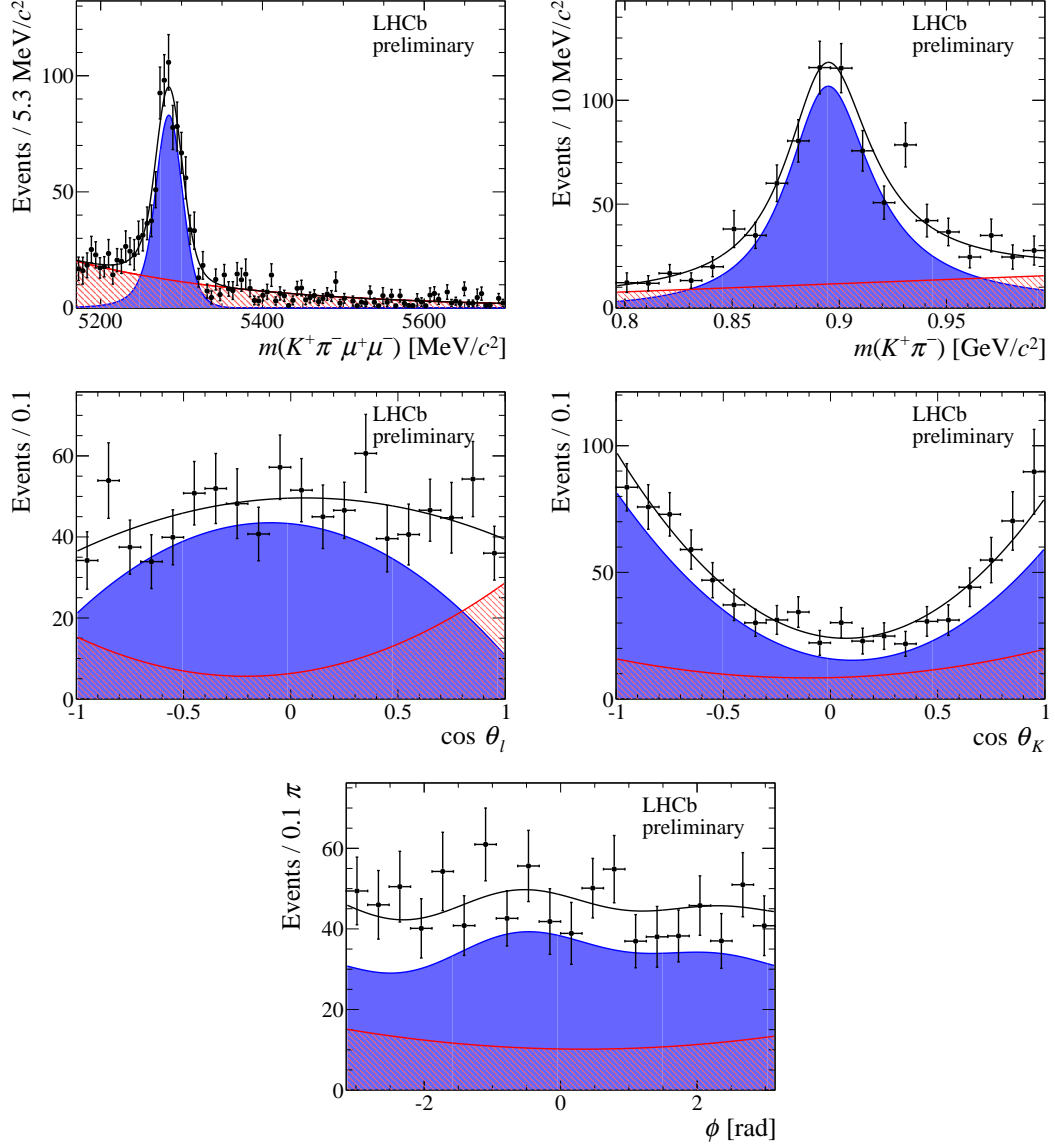 LHCb
preliminary
Events / 5.3 MeV/c²
100
50
0
5200 5400 5600
m(K⁺π⁻μ⁺μ⁻) [MeV/c²]
LHCb
preliminary
Events / 10 MeV/c²
100
50
0
0.8 0.85 0.9 0.95
m(K⁺π⁻) [GeV/c²]
LHCb
preliminary
Events / 0.1
60
40
20
0
-1 -0.5 0 0.5 1
cos θ_l
LHCb
preliminary
Events / 0.1
100
50
0
-1 -0.5 0 0.5 1
cos θ_K
LHCb
preliminary
Events / 0.1 π
60
40
20
0
-2 0 2
ϕ [rad]